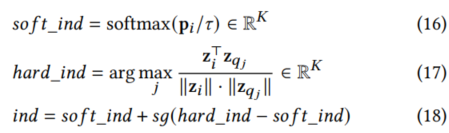 soft_ind = softmax(p_i/τ) ∈ ℝ^K (16)
hard_ind = arg max_j z_i^⊤ z_{q_j} / ‖z_i‖ · ‖z_{q_j}‖ ∈ ℝ^K (17)
ind = soft_ind + sg(hard_ind − soft_ind) (18)